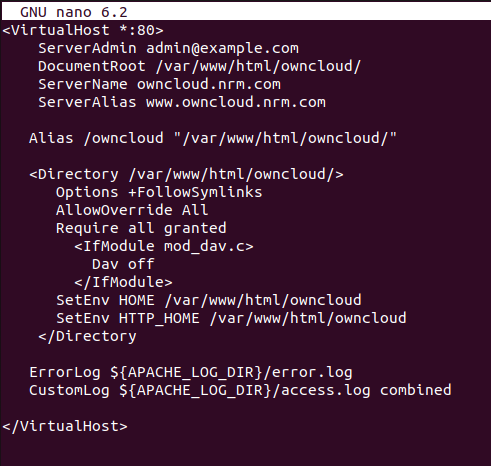 GNU nano 6.2
<VirtualHost *:80>
    ServerAdmin admin@example.com
    DocumentRoot /var/www/html/owncloud/
    ServerName owncloud.nrm.com
    ServerAlias www.owncloud.nrm.com

   Alias /owncloud "/var/www/html/owncloud/"

   <Directory /var/www/html/owncloud/>
      Options +FollowSymlinks
      AllowOverride All
      Require all granted
        <IfModule mod_dav.c>
          Dav off
        </IfModule>
      SetEnv HOME /var/www/html/owncloud
      SetEnv HTTP_HOME /var/www/html/owncloud
    </Directory

   ErrorLog ${APACHE_LOG_DIR}/error.log
   CustomLog ${APACHE_LOG_DIR}/access.log combined

</VirtualHost>